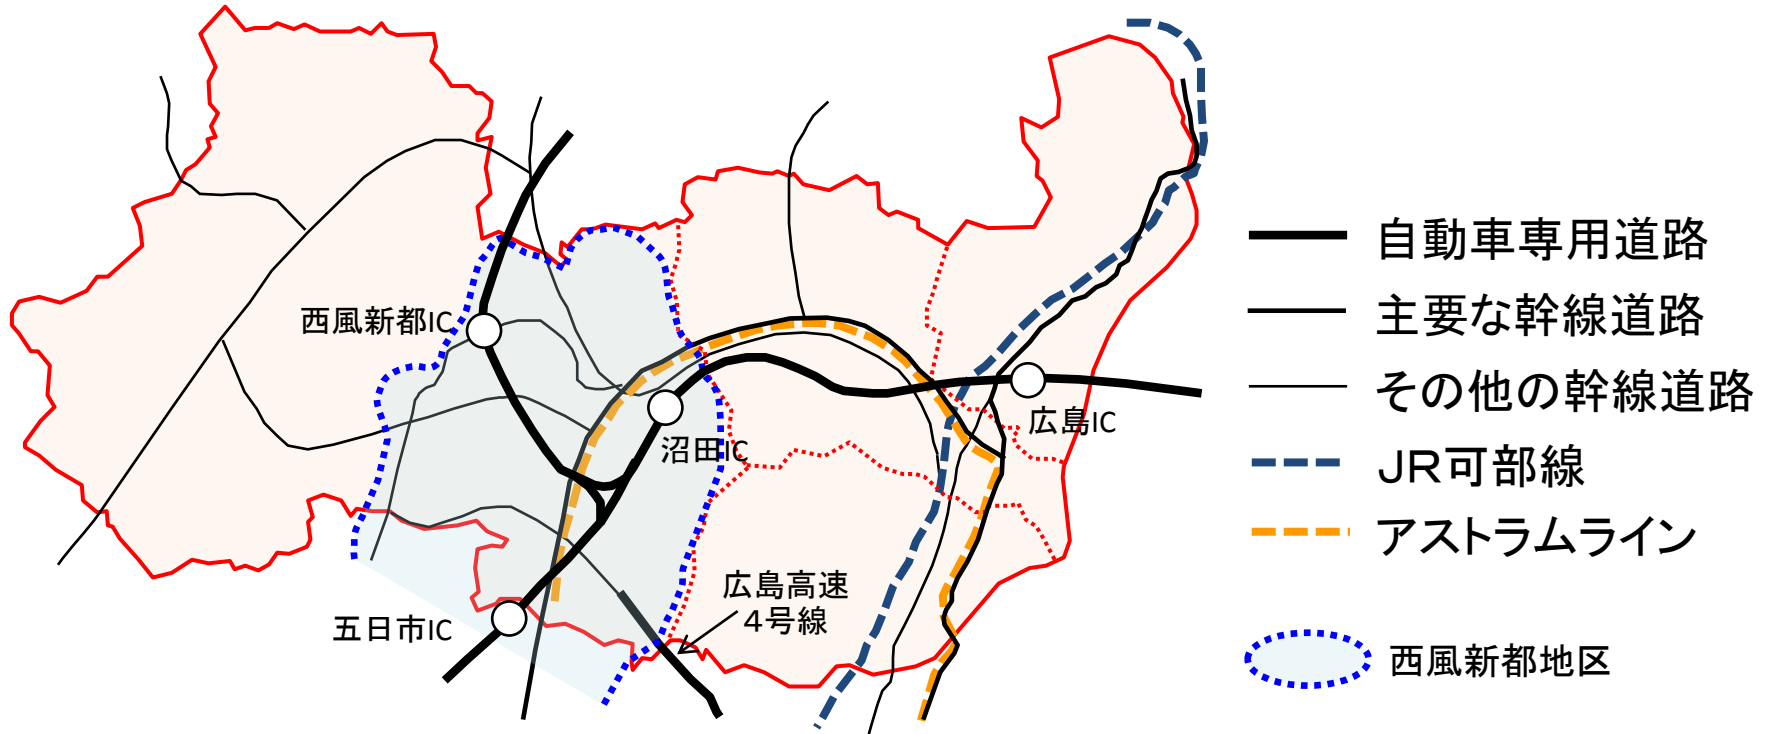 西風新都IC
沼田IC
広島IC
五日市IC
広島高速
4号線
自動車専用道路
主要な幹線道路
その他の幹線道路
JR可部線
アストラムライン
西風新都地区